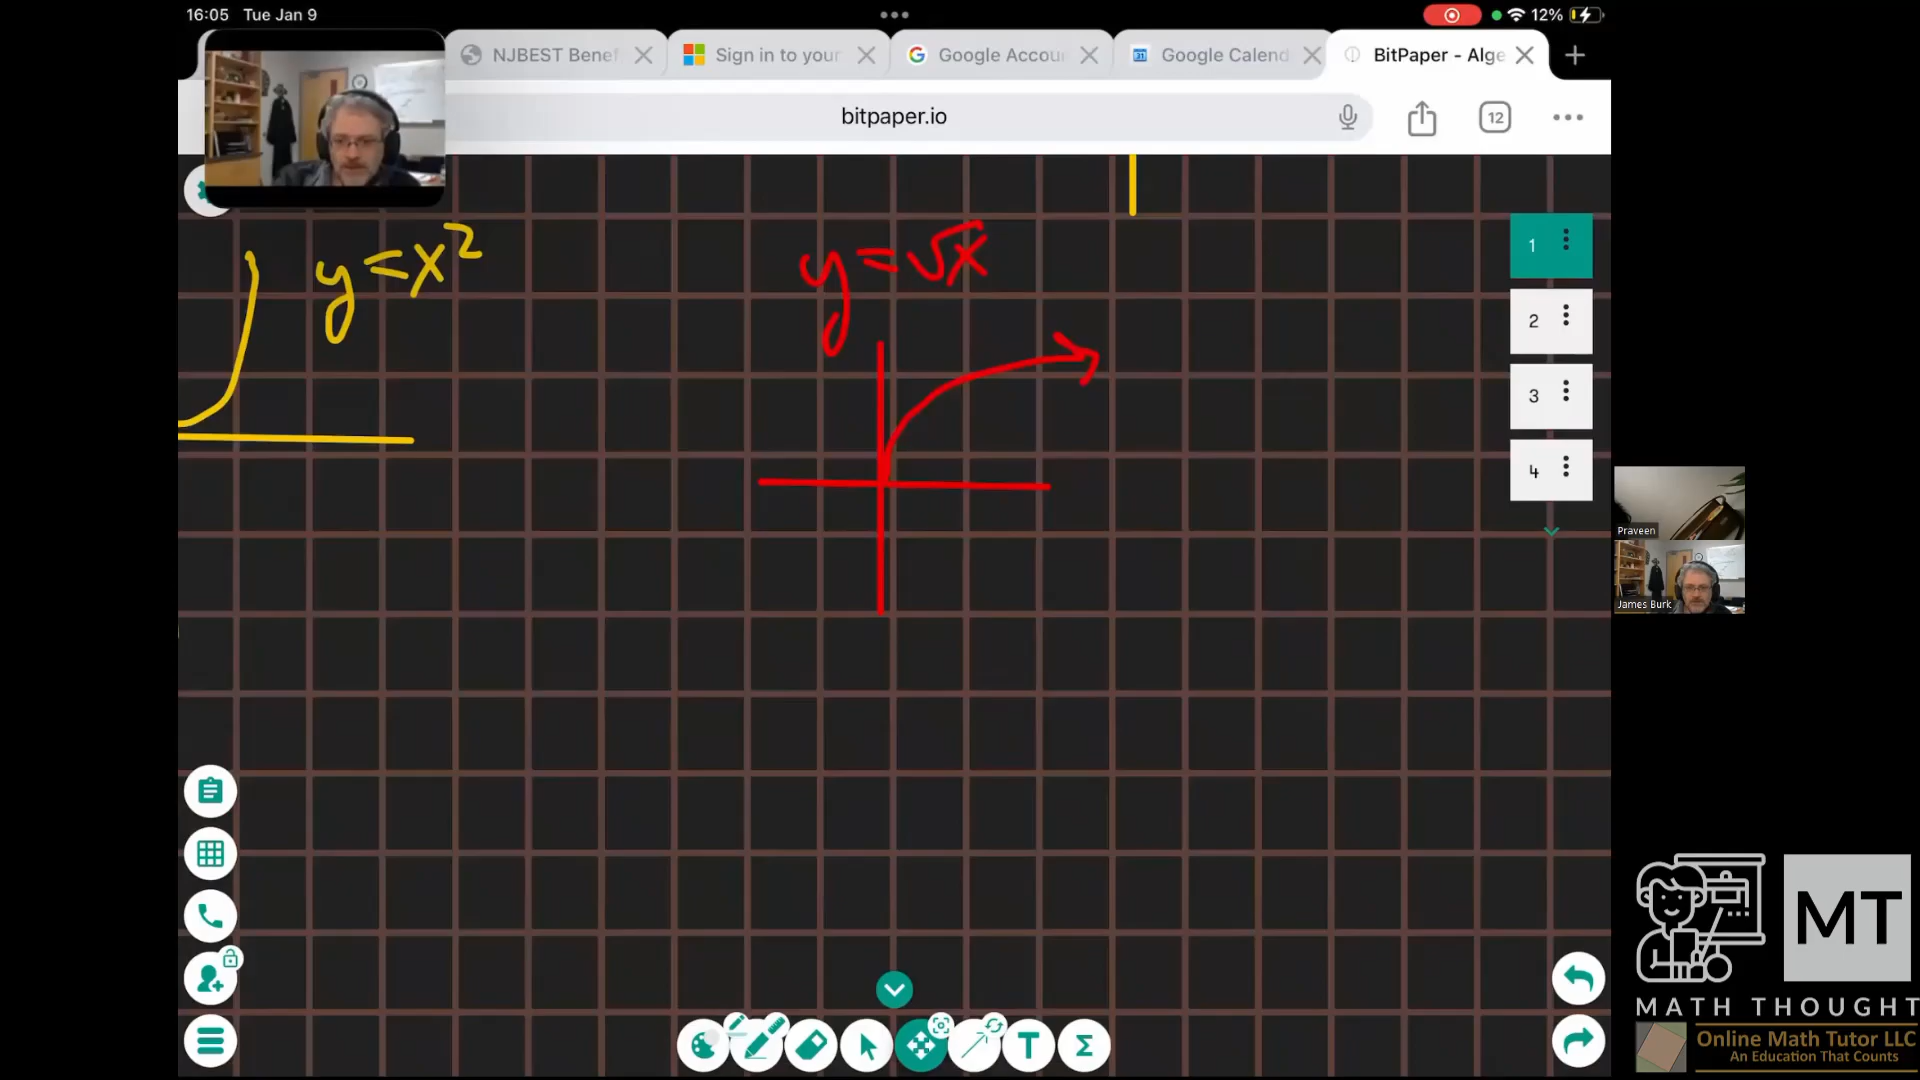 16:05 Tue Jan 9
12%
NJBEST Benef
Sign in to your
Google Accou
Google Calend
BitPaper - Alge
bitpaper.io
12
y=x²
y=√x
1
2
3
4
Praveen
James Burk
T
Σ
MT
MATH THOUGHT
Online Math Tutor LLC
An Education That Counts